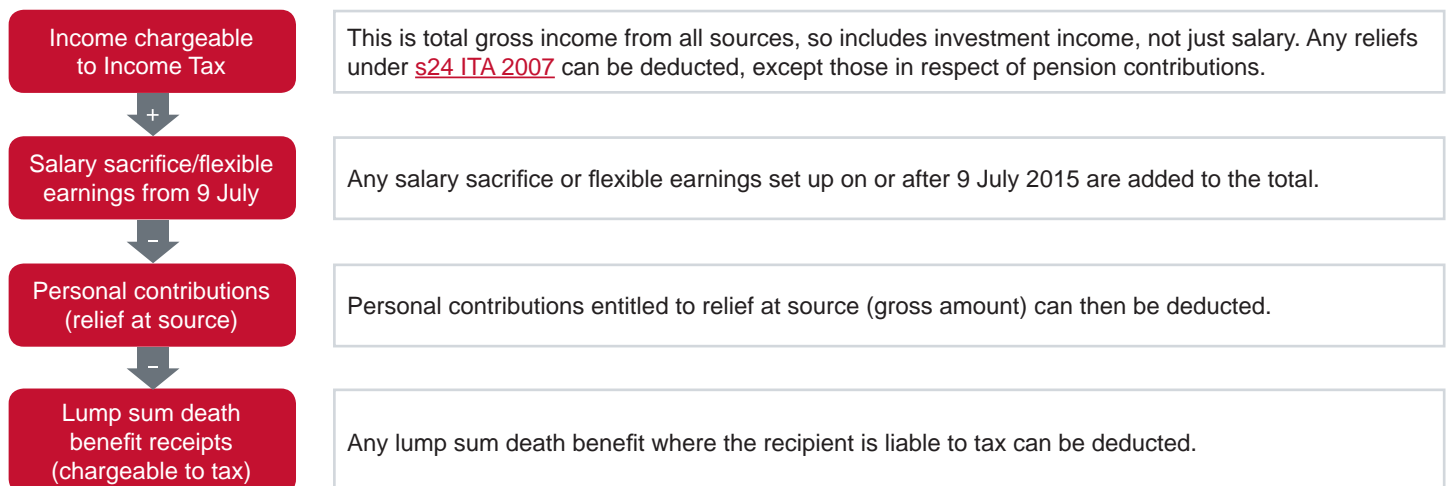 Income chargeable
to Income Tax
This is total gross income from all sources, so includes investment income, not just salary. Any reliefs
under s24 ITA 2007 can be deducted, except those in respect of pension contributions.
+
Salary sacrifice/flexible
earnings from 9 July
Any salary sacrifice or flexible earnings set up on or after 9 July 2015 are added to the total.
–
Personal contributions
(relief at source)
Personal contributions entitled to relief at source (gross amount) can then be deducted.
–
Lump sum death
benefit receipts
(chargeable to tax)
Any lump sum death benefit where the recipient is liable to tax can be deducted.